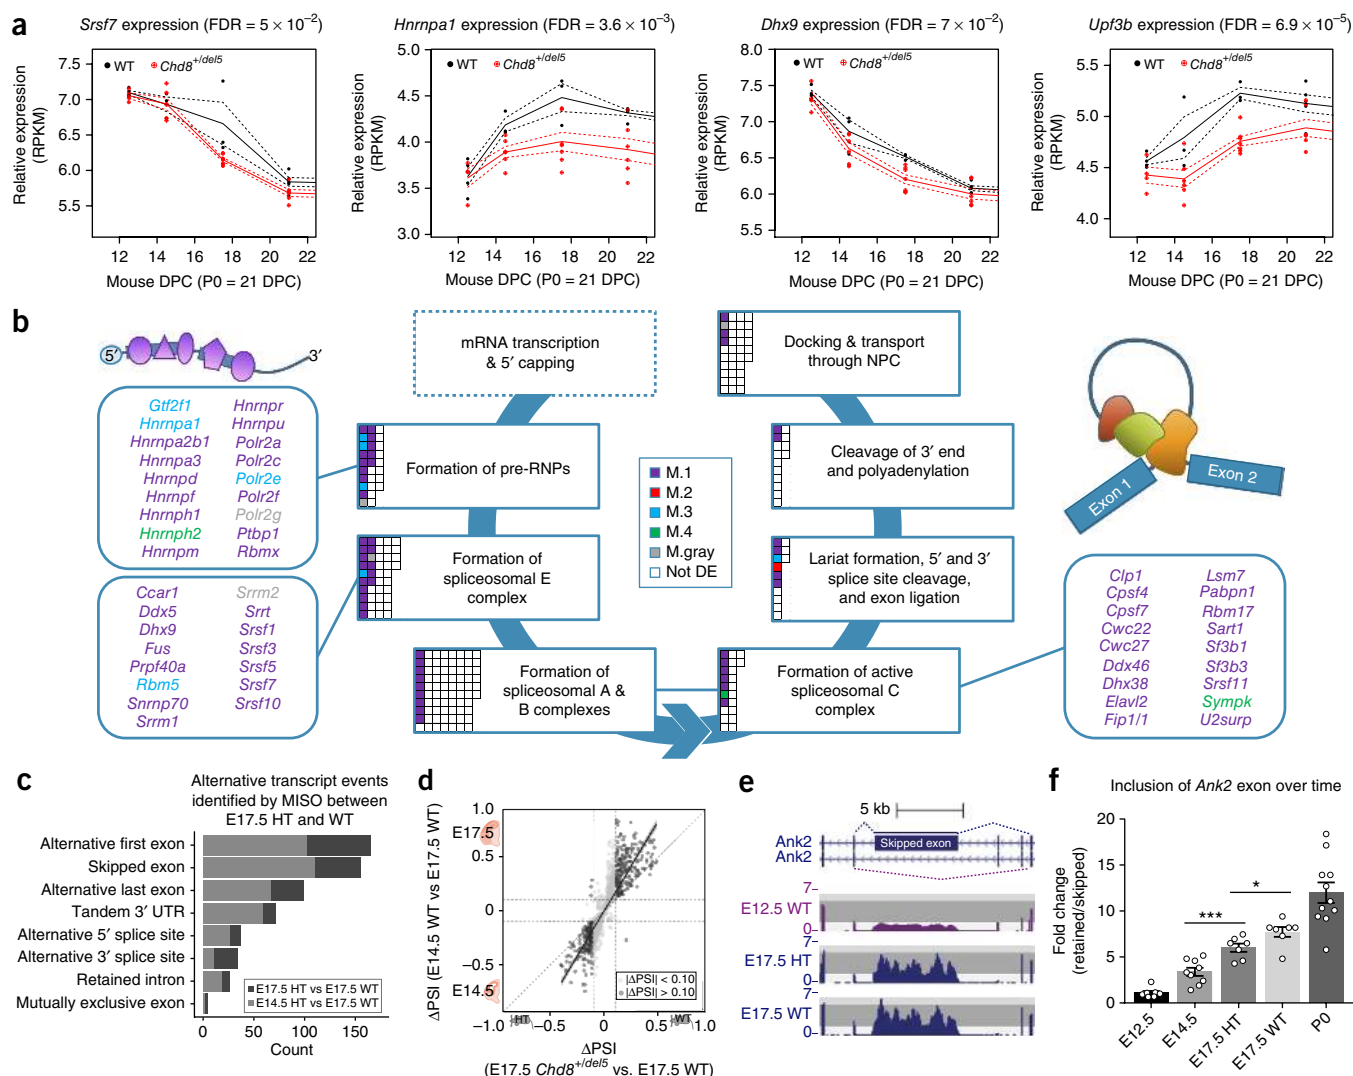 a
Srsf7 expression (FDR = 5 × 10⁻²)
Hnrnpa1 expression (FDR = 3.6 × 10⁻³)
Dhx9 expression (FDR = 7 × 10⁻²)
Upf3b expression (FDR = 6.9 × 10⁻⁵)
WT Chd8⁺/ᵈᵉˡ⁵
Relative expression
(RPKM)
7.5
7.0
6.5
6.0
5.5
12 14 16 18 20 22
Mouse DPC (P0 = 21 DPC)
WT Chd8⁺/ᵈᵉˡ⁵
Relative expression
(RPKM)
5.0
4.5
4.0
3.5
3.0
12 14 16 18 20 22
Mouse DPC (P0 = 21 DPC)
WT Chd8⁺/ᵈᵉˡ⁵
Relative expression
(RPKM)
8.0
7.5
7.0
6.5
6.0
5.5
12 14 16 18 20 22
Mouse DPC (P0 = 21 DPC)
WT Chd8⁺/ᵈᵉˡ⁵
Relative expression
(RPKM)
5.5
5.0
4.5
4.0
12 14 16 18 20 22
Mouse DPC (P0 = 21 DPC)
b
5′ 3′
Gtf2f1 Hnrnpr
Hnrnpa1 Hnrnpu
Hnrnpa2b1 Polr2a
Hnrnpa3 Polr2c
Hnrnpd Polr2e
Hnrnpf Polr2f
Hnrnph1 Polr2g
Hnrnph2 Ptbp1
Hnrnpm Rbmx
Ccar1 Srrm2
Ddx5 Srrt
Dhx9 Srsf1
Fus Srsf3
Prpf40a Srsf5
Rbm5 Srsf7
Snrnp70 Srsf10
Srrm1
mRNA transcription
& 5′ capping
Formation of pre-RNPs
Formation of
spliceosomal E
complex
Formation of
spliceosomal A &
B complexes
M.1
M.2
M.3
M.4
M.gray
Not DE
Docking & transport
through NPC
Cleavage of 3′ end
and polyadenylation
Lariat formation, 5′ and 3′
splice site cleavage,
and exon ligation
Formation of active
spliceosomal C
complex
Exon 1
Exon 2
Clp1 Lsm7
Cpsf4 Pabpn1
Cpsf7 Rbm17
Cwc22 Sart1
Cwc27 Sf3b1
Ddx46 Sf3b3
Dhx38 Srsf11
Elavl2 Sympk
Fip1/1 U2surp
c
Alternative transcript events
identified by MISO between
E17.5 HT and WT
Alternative first exon
Skipped exon
Alternative last exon
Tandem 3′ UTR
Alternative 5′ splice site
Alternative 3′ splice site
Retained intron
Mutually exclusive exon
E17.5 HT vs E17.5 WT
E14.5 HT vs E17.5 WT
0 50 100 150
Count
d
ΔPSI (E14.5 WT vs E17.5 WT)
1.0
E17.5
0.5
0
−0.5
E14.5
−1.0 −0.5 0 0.5 1.0
HT
WT
|ΔPSI| < 0.10
|ΔPSI| > 0.10
ΔPSI
(E17.5 Chd8⁺/ᵈᵉˡ⁵ vs. E17.5 WT)
e
5 kb
Ank2
Skipped exon
Ank2
7
E12.5 WT
0
7
E17.5 HT
0
7
E17.5 WT
0
f
Inclusion of Ank2 exon over time
Fold change
(retained/skipped)
20
15
10
5
0
***
*
E12.5
E14.5
E17.5 HT
E17.5 WT
P0